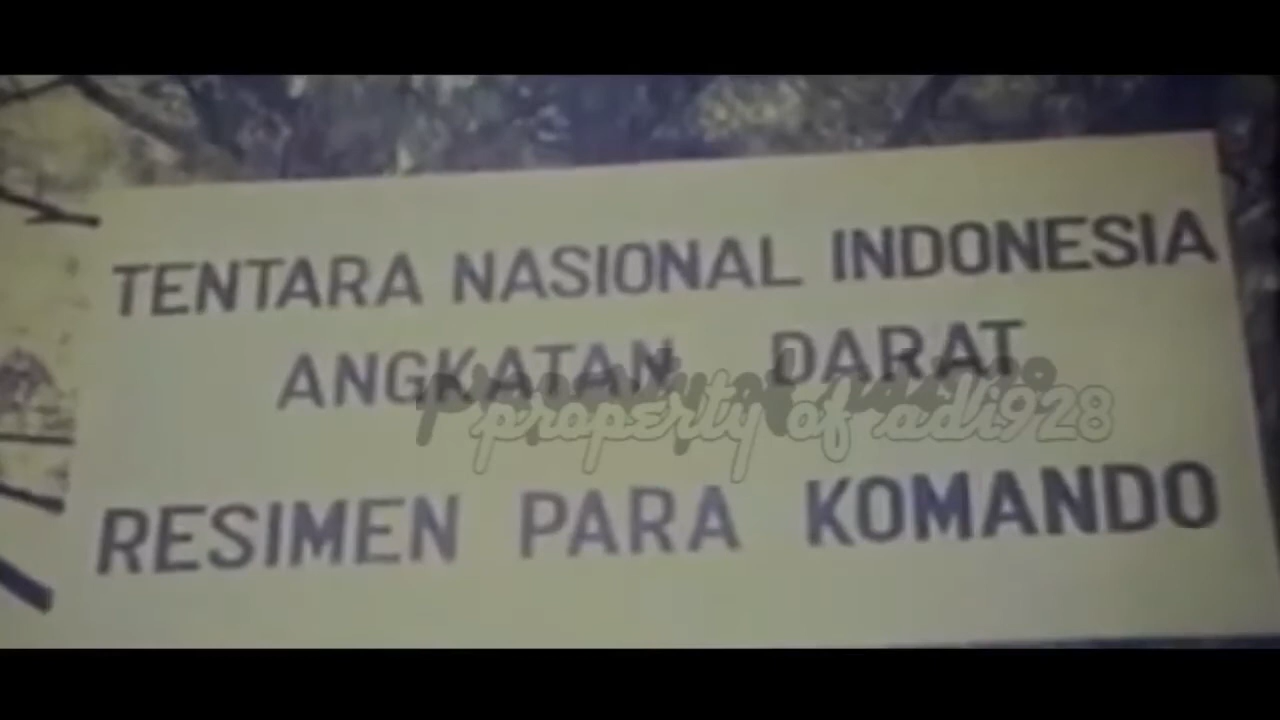 TENTARA NASIONAL INDONESIA
ANGKATAN DARAT
property of adi928
RESIMEN PARA KOMANDO